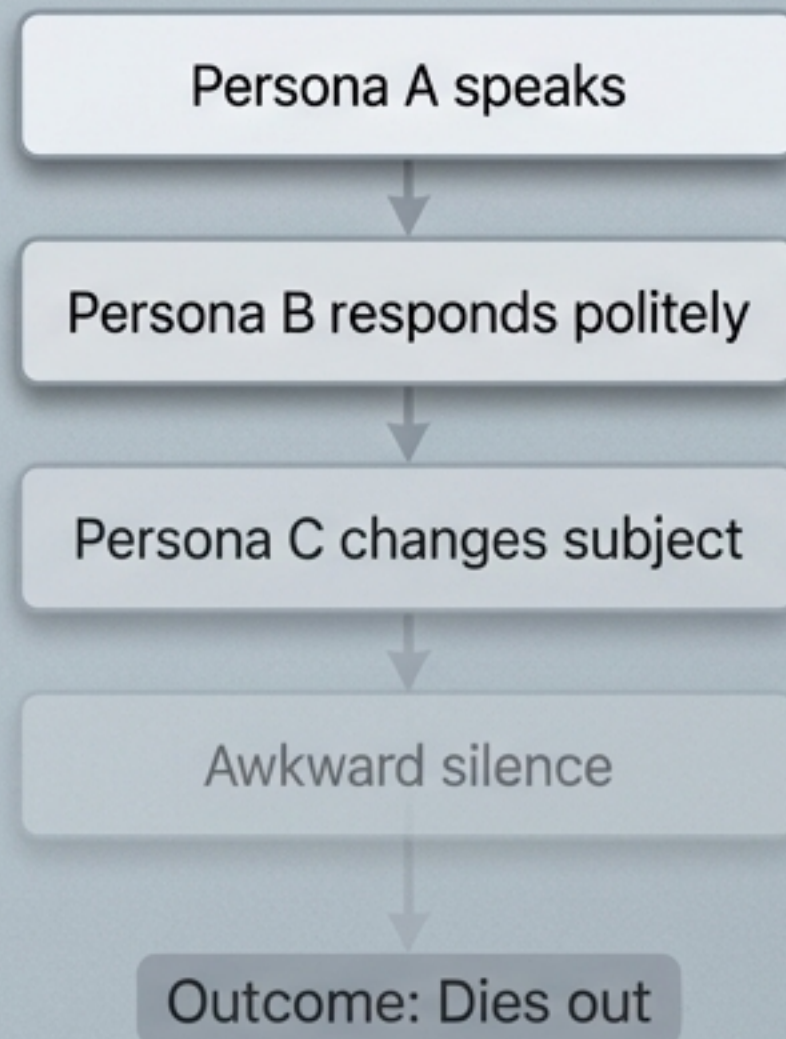 Persona A speaks
Persona B responds politely
Persona C changes subject
Awkward silence
Outcome: Dies out